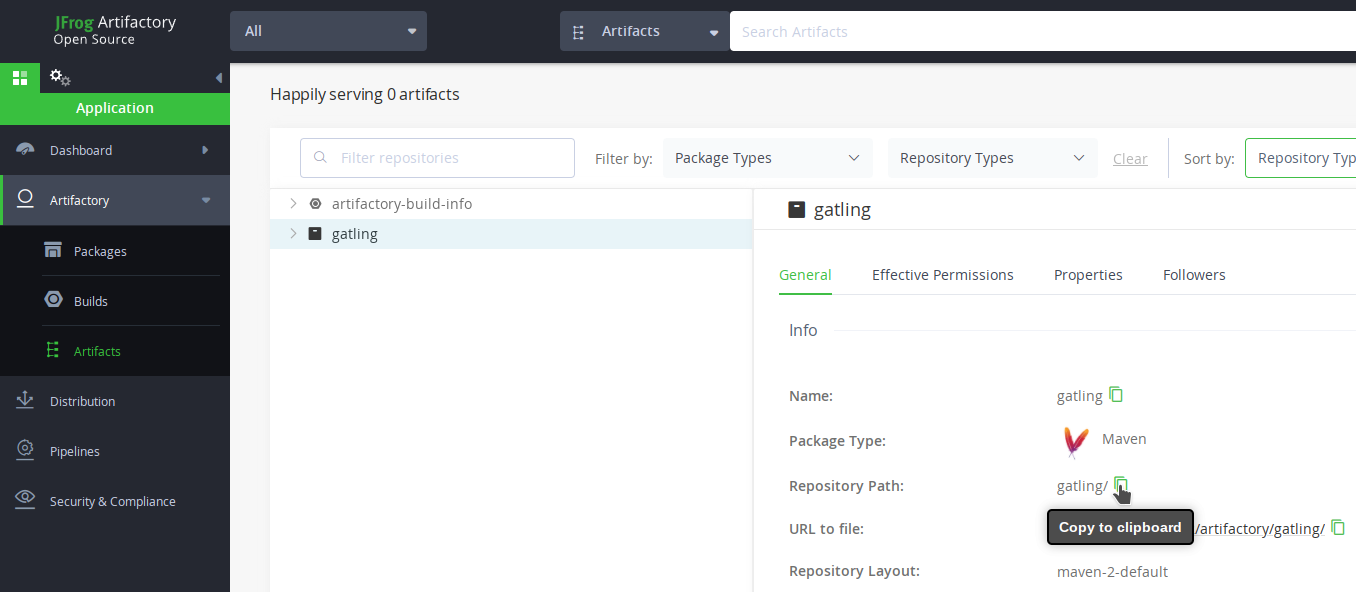 JFrog Artifactory
Open Source
All
Artifacts
Search Artifacts
Application
Dashboard
Artifactory
Packages
Builds
Artifacts
Distribution
Pipelines
Security & Compliance
Happily serving 0 artifacts
Filter repositories
Filter by:
Package Types
Repository Types
Clear
Sort by:
Repository Typ
artifactory-build-info
gatling
gatling
General
Effective Permissions
Properties
Followers
Info
Name:
gatling
Package Type:
Maven
Repository Path:
gatling/
Copy to clipboard
URL to file:
/artifactory/gatling/
Repository Layout:
maven-2-default